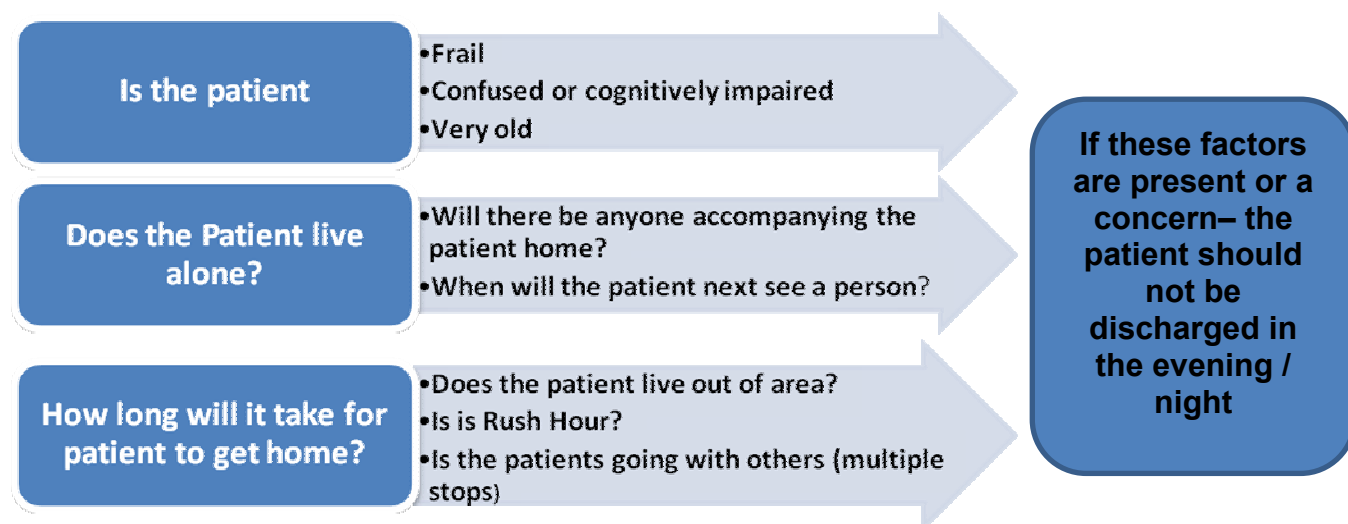 Is the patient
•Frail
•Confused or cognitively impaired
•Very old
Does the Patient live
alone?
•Will there be anyone accompanying the
patient home?
•When will the patient next see a person?
How long will it take for
patient to get home?
•Does the patient live out of area?
•Is is Rush Hour?
•Is the patients going with others (multiple
stops)
If these factors
are present or a
concern– the
patient should
not be
discharged in
the evening /
night